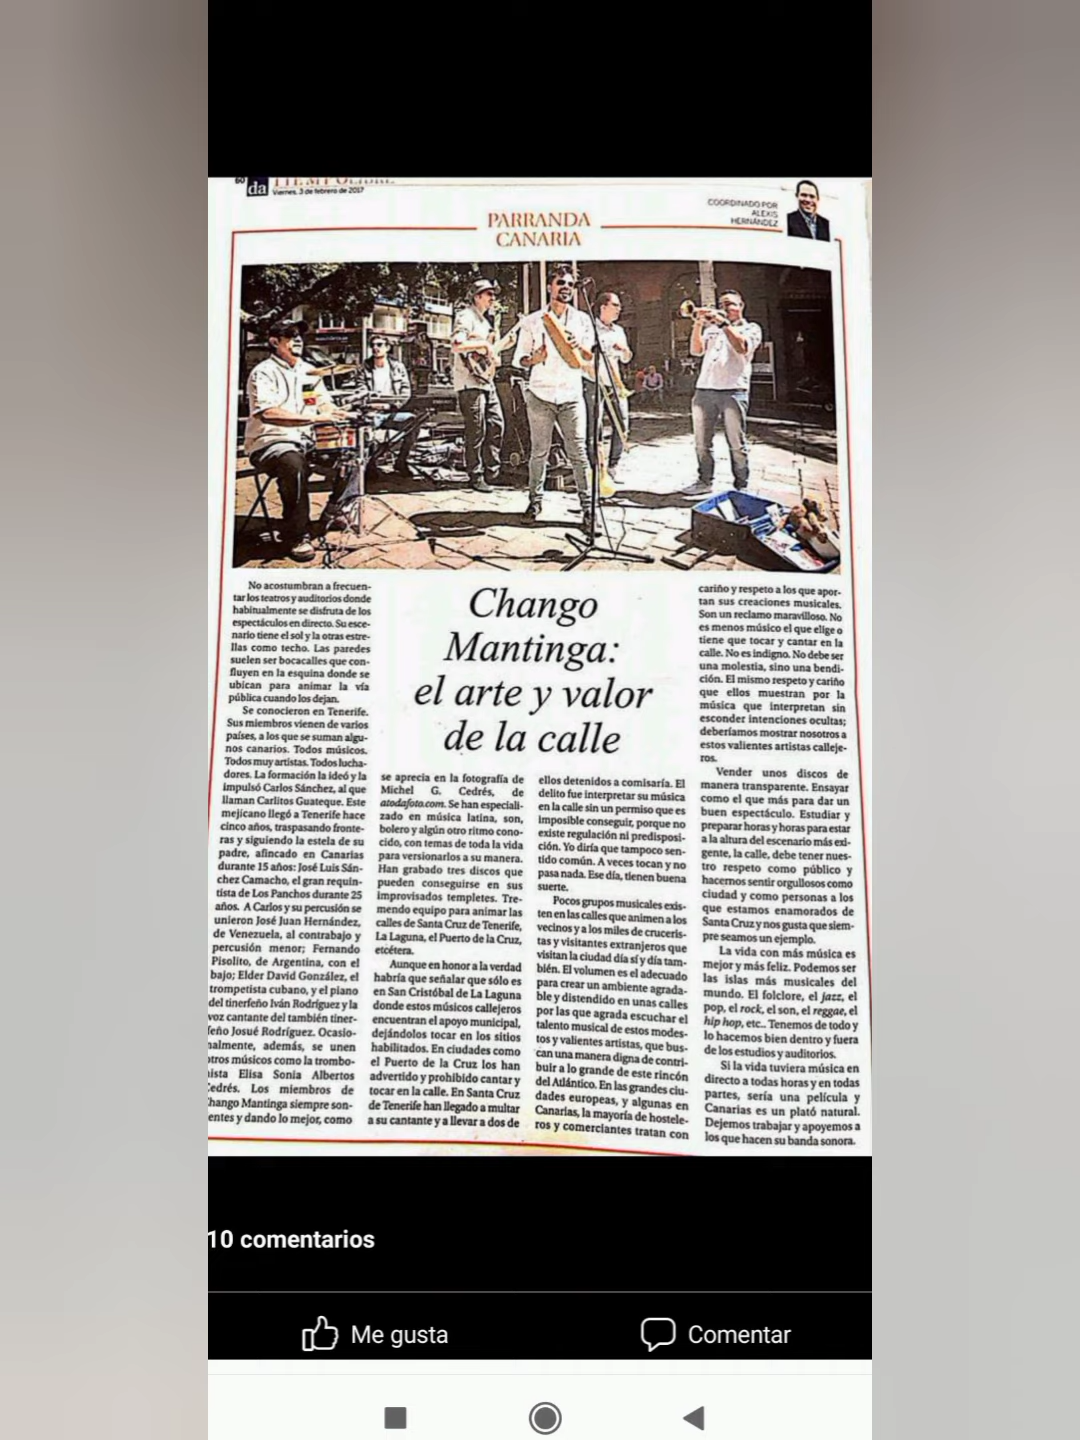 60 da TIEMPOLIBRE
Viernes, 3 de febrero de 2017
COORDINADO POR
ALEXIS
HERNÁNDEZ
PARRANDA
CANARIA
Chango
Mantinga:
el arte y valor
de la calle
No acostumbran a frecuen-
tar los teatros y auditorios donde
habitualmente se disfruta de los
espectáculos en directo. Su esce-
nario tiene el sol y la otras estre-
llas como techo. Las paredes
suelen ser bocacalles que con-
fluyen en la esquina donde se
ubican para animar la vía
pública cuando los dejan.
Se conocieron en Tenerife.
Sus miembros vienen de varios
países, a los que se suman algu-
nos canarios. Todos músicos.
Todos muy artistas. Todos lucha-
dores. La formación la ideó y la
impulsó Carlos Sánchez, al que
llaman Carlitos Guateque. Este
mejicano llegó a Tenerife hace
cinco años, traspasando fronte-
ras y siguiendo la estela de su
padre, afincado en Canarias
durante 15 años: José Luis Sán-
chez Camacho, el gran requin-
tista de Los Panchos durante 25
años. A Carlos y su percusión se
unieron José Juan Hernández,
de Venezuela, al contrabajo y
percusión menor; Fernando
Pisolito, de Argentina, con el
bajo; Elder David González, el
trompetista cubano, y el piano
del tinerfeño Iván Rodríguez y la
voz cantante del también tiner-
feño Josué Rodríguez. Ocasio-
nalmente, además, se unen
otros músicos como la trombo-
nista Elisa Sonia Albertos
Cedrés. Los miembros de
Chango Mantinga siempre son-
entes y dando lo mejor, como
se aprecia en la fotografía de
Michel G. Cedrés, de
atodafoto.com. Se han especiali-
zado en música latina, son,
bolero y algún otro ritmo cono-
cido, con temas de toda la vida
para versionarlos a su manera.
Han grabado tres discos que
pueden conseguirse en sus
improvisados templetes. Tre-
mendo equipo para animar las
calles de Santa Cruz de Tenerife,
La Laguna, el Puerto de la Cruz,
etcétera.
Aunque en honor a la verdad
habría que señalar que sólo es
en San Cristóbal de La Laguna
donde estos músicos callejeros
encuentran el apoyo municipal,
dejándolos tocar en los sitios
habilitados. En ciudades como
el Puerto de la Cruz los han
advertido y prohibido cantar y
tocar en la calle. En Santa Cruz
de Tenerife han llegado a multar
a su cantante y a llevar a dos de
ellos detenidos a comisaría. El
delito fue interpretar su música
en la calle sin un permiso que es
imposible conseguir, porque no
existe regulación ni predisposi-
ción. Yo diría que tampoco sen-
tido común. A veces tocan y no
pasa nada. Ese día, tienen buena
suerte.
Pocos grupos musicales exis-
ten en las calles que animen a los
vecinos y a los miles de cruceris-
tas y visitantes extranjeros que
visitan la ciudad día sí y día tam-
bién. El volumen es el adecuado
para crear un ambiente agrada-
ble y distendido en unas calles
por las que agrada escuchar el
talento musical de estos modes-
tos y valientes artistas, que bus-
can una manera digna de contri-
buir a lo grande de este rincón
del Atlántico. En las grandes ciu-
dades europeas, y algunas en
Canarias, la mayoría de hostele-
ros y comerciantes tratan con
cariño y respeto a los que apor-
tan sus creaciones musicales.
Son un reclamo maravilloso. No
es menos músico el que elige o
tiene que tocar y cantar en la
calle. No es indigno. No debe ser
una molestia, sino una bendi-
ción. El mismo respeto y cariño
que ellos muestran por la
música que interpretan sin
esconder intenciones ocultas;
deberíamos mostrar nosotros a
estos valientes artistas calleje-
ros.
Vender unos discos de
manera transparente. Ensayar
como el que más para dar un
buen espectáculo. Estudiar y
preparar horas y horas para estar
a la altura del escenario más exi-
gente, la calle, debe tener nues-
tro respeto como público y
hacernos sentir orgullosos como
ciudad y como personas a los
que estamos enamorados de
Santa Cruz y nos gusta que siem-
pre seamos un ejemplo.
La vida con más música es
mejor y más feliz. Podemos ser
las islas más musicales del
mundo. El folclore, el jazz, el
pop, el rock, el son, el reggae, el
hip hop, etc.. Tenemos de todo y
lo hacemos bien dentro y fuera
de los estudios y auditorios.
Si la vida tuviera música en
directo a todas horas y en todas
partes, sería una película y
Canarias es un plató natural.
Dejemos trabajar y apoyemos a
los que hacen su banda sonora.
10 comentarios
Me gusta
Comentar